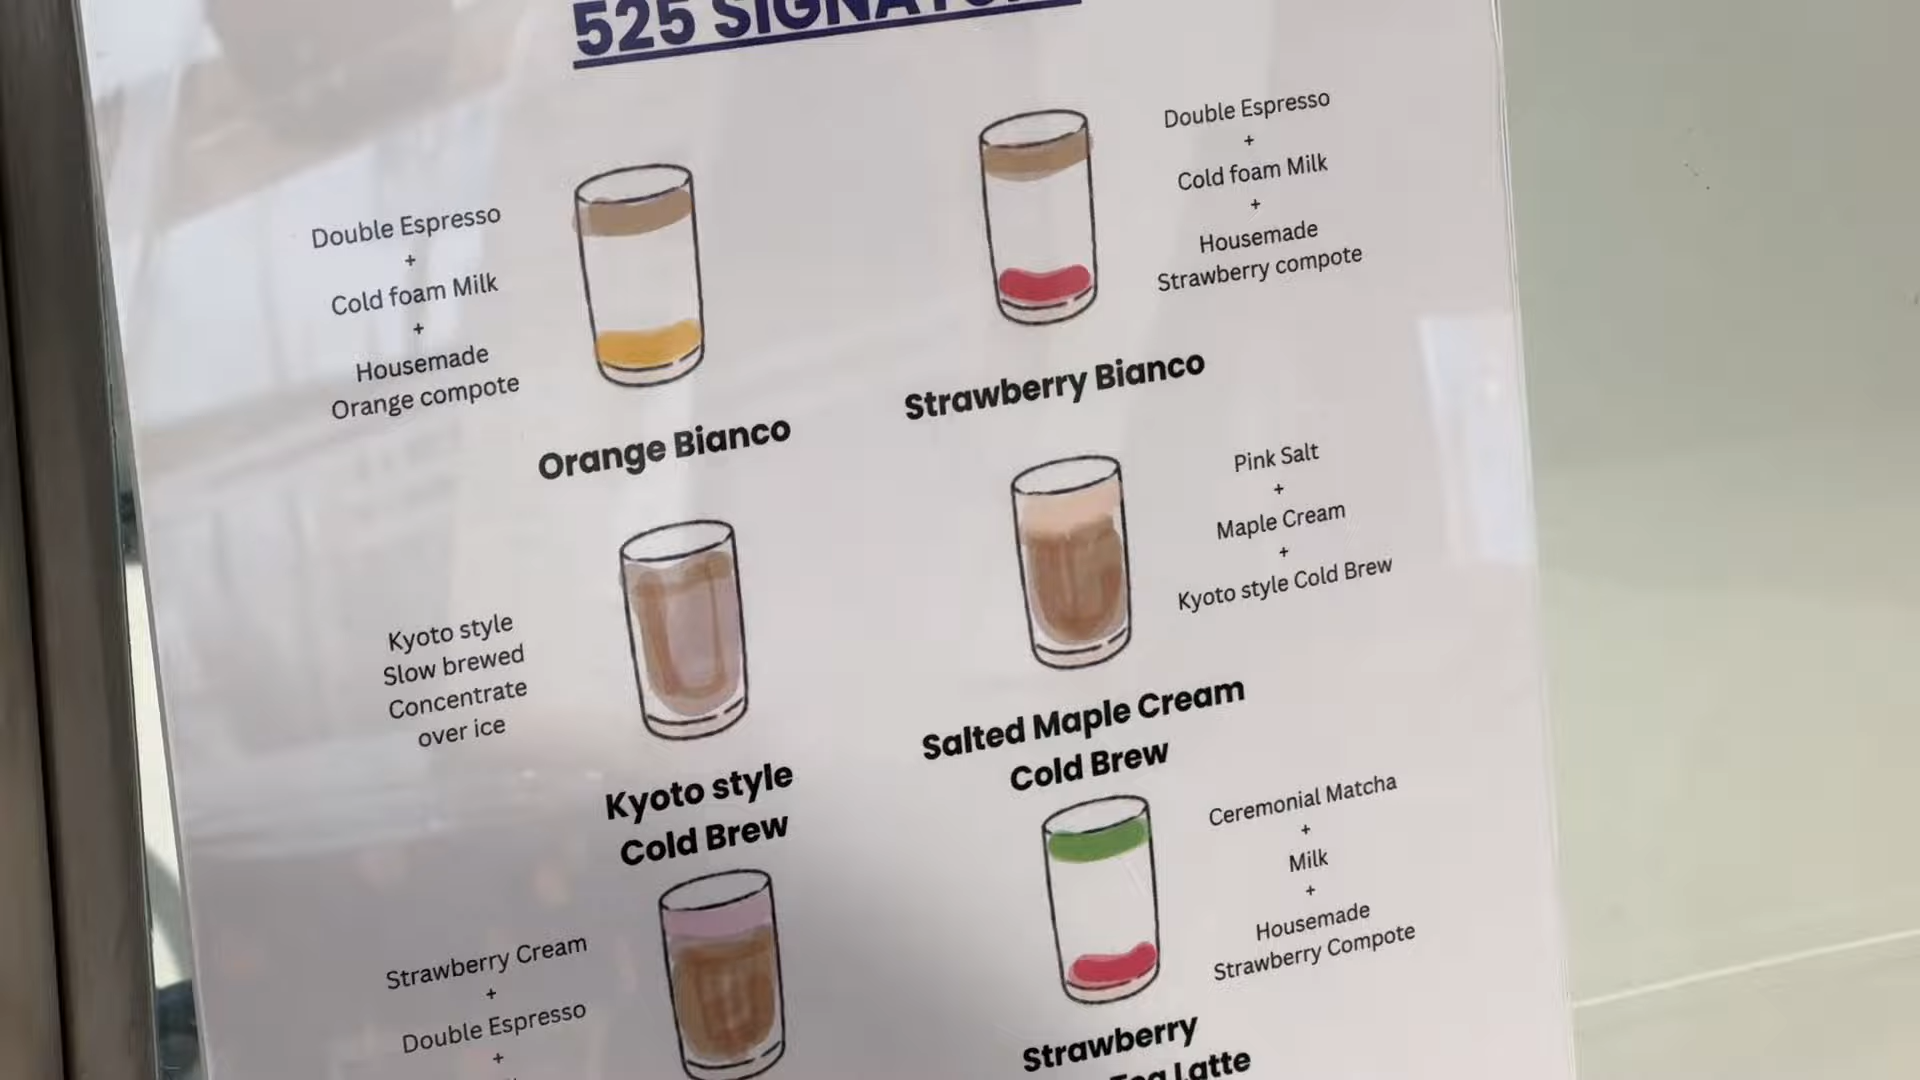 525
Double Espresso
+
Cold foam Milk
+
Housemade
Orange compote
Orange Bianco
Double Espresso
+
Cold foam Milk
+
Housemade
Strawberry compote
Strawberry Bianco
Kyoto style
Slow brewed
Concentrate
over ice
Kyoto style
Cold Brew
Pink Salt
+
Maple Cream
+
Kyoto style Cold Brew
Salted Maple Cream
Cold Brew
Strawberry Cream
+
Double Espresso
+
Ceremonial Matcha
+
Milk
+
Housemade
Strawberry Compote
Strawberry
Tea Latte